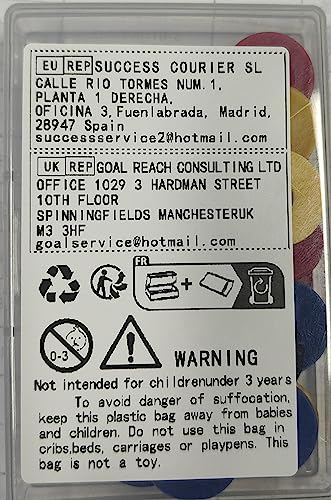 EU REP SUCCESS COURIER SL
CALLE RIO TORMES NUM.1,
PLANTA 1 DERECHA,
OFICINA 3,Fuenlabrada, Madrid,
28947 Spain
successservice2@hotmail.com
UK REP GOAL REACH CONSULTING LTD
OFFICE 1029 3 HARDMAN STREET
10TH FLOOR
SPINNINGFIELDS MANCHESTERUK
M3 3HF
goalservice@hotmail.com
FR
0-3
WARNING
Not intended for childrenunder 3 years
To avoid danger of suffocation,
keep this plastic bag away from babies
and children. Do not use this bag in
cribs,beds, carriages or playpens. This
bag is not a toy.